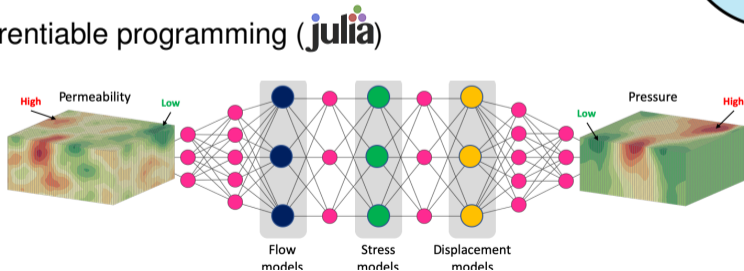 rentiable programming (julia)
High Permeability Low
Pressure High
Low
Flow models
Stress models
Displacement models